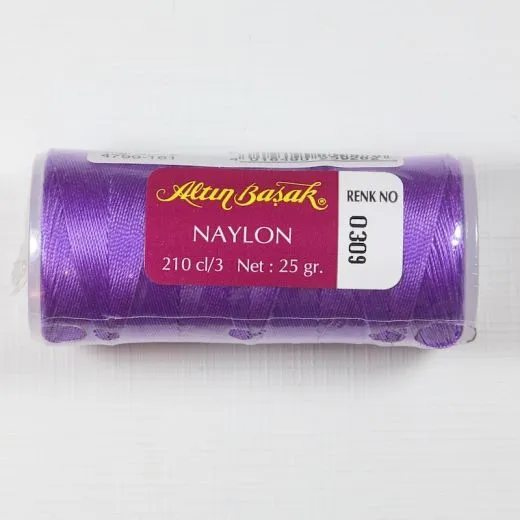 Altın Başak®
NAYLON
210 cl/3 Net : 25 gr.
RENK NO
0309